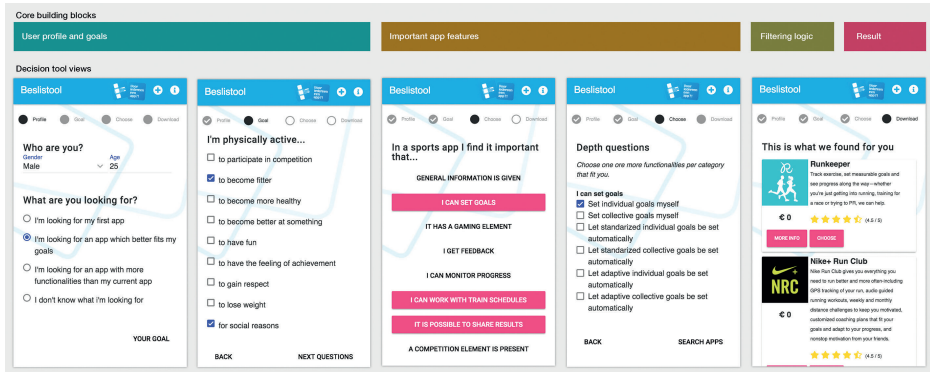 Core building blocks
User profile and goals
Important app features
Filtering logic
Result
Decision tool views
Beslistool
Profile
Goal
Choose
Download
Who are you?
Gender
Age
Male
25
What are you looking for?
I'm looking for my first app
I'm looking for an app which better fits my
goals
I'm looking for an app with more
functionalities than my current app
I don't know what i'm looking for
YOUR GOAL
Beslistool
Profile
Goal
Choose
Download
I'm physically active...
to participate in competition
to become fitter
to become more healthy
to become better at something
to have fun
to have the feeling of achievement
to gain respect
to lose weight
for social reasons
BACK
NEXT QUESTIONS
Beslistool
Profile
Goal
Choose
Download
In a sports app I find it important
that...
GENERAL INFORMATION IS GIVEN
I CAN SET GOALS
IT HAS A GAMING ELEMENT
I GET FEEDBACK
I CAN MONITOR PROGRESS
I CAN WORK WITH TRAIN SCHEDULES
IT IS POSSIBLE TO SHARE RESULTS
A COMPETITION ELEMENT IS PRESENT
Beslistool
Profile
Goal
Choose
Download
Depth questions
Choose one ore more functionalities per category
that fit you.
I can set goals
Set individual goals myself
Set collective goals myself
Let standarized individual goals be set
automatically
Let standarized collective goals be set
automatically
Let adaptive individual goals be set
automatically
Let adaptive collective goals be set
automatically
BACK
SEARCH APPS
Beslistool
Profile
Goal
Choose
Download
This is what we found for you
Runkeeper
Track exercise, set measurable goals and
see progress along the way—whether
you're just getting into running, training for
a race or trying to PR, we can help.
€ 0
(4.5 / 5)
MORE INFO
CHOOSE
Nike+ Run Club
NRC
Nike Run Club gives you everything you
need to run better and more often-including
GPS tracking of your run, audio guided
running workouts, weekly and monthly
distance challenges to keep you motivated,
customized coaching plans that fit your
goals and adapt to your progress, and
nonstop motivation from your friends.
€ 0
(4.5 / 5)